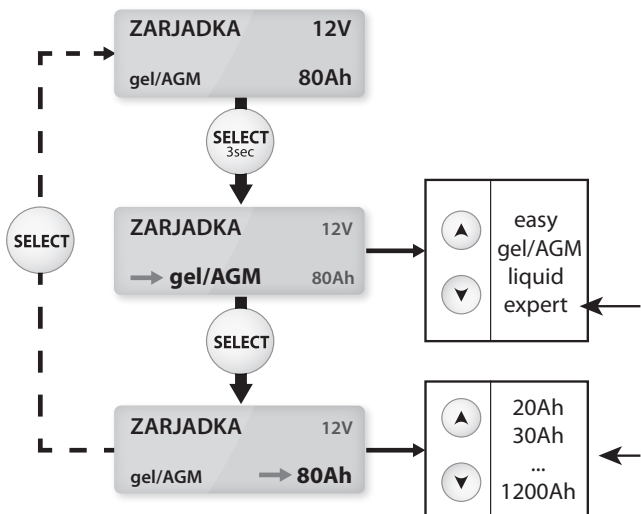 ZARJADKA 12V
gel/AGM 80Ah
SELECT
3sec
SELECT
ZARJADKA 12V
gel/AGM 80Ah
easy
gel/AGM
liquid
expert
SELECT
ZARJADKA 12V
gel/AGM 80Ah
20Ah
30Ah
...
1200Ah